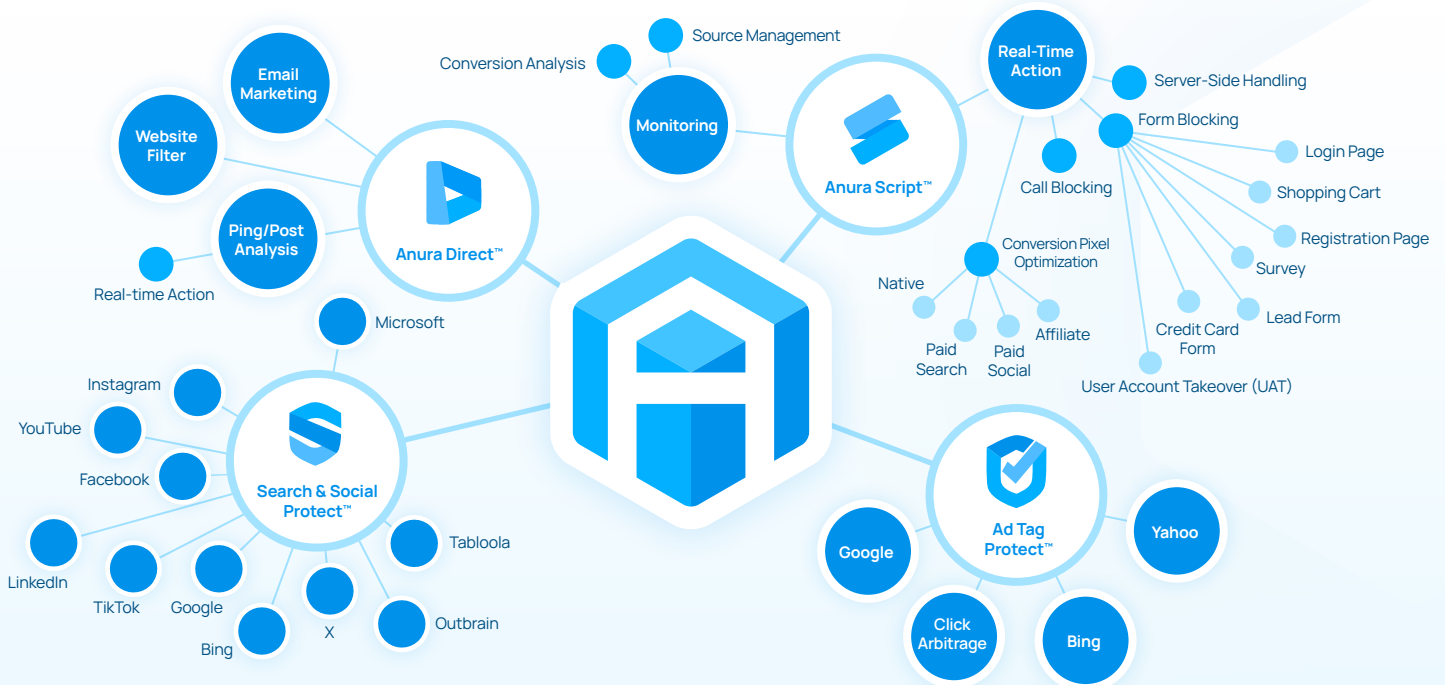 Email
Marketing
Website
Filter
Ping/Post
Analysis
Real-time Action
Anura Direct™
Conversion Analysis
Source Management
Monitoring
Anura Script™
Real-Time
Action
Server-Side Handling
Form Blocking
Call Blocking
Login Page
Shopping Cart
Registration Page
Survey
Lead Form
Credit Card
Form
User Account Takeover (UAT)
Conversion Pixel
Optimization
Native
Paid
Search
Paid
Social
Affiliate
Microsoft
Instagram
YouTube
Facebook
LinkedIn
TikTok
Google
Bing
X
Outbrain
Tabloola
Search & Social
Protect™
Ad Tag
Protect™
Google
Click
Arbitrage
Bing
Yahoo